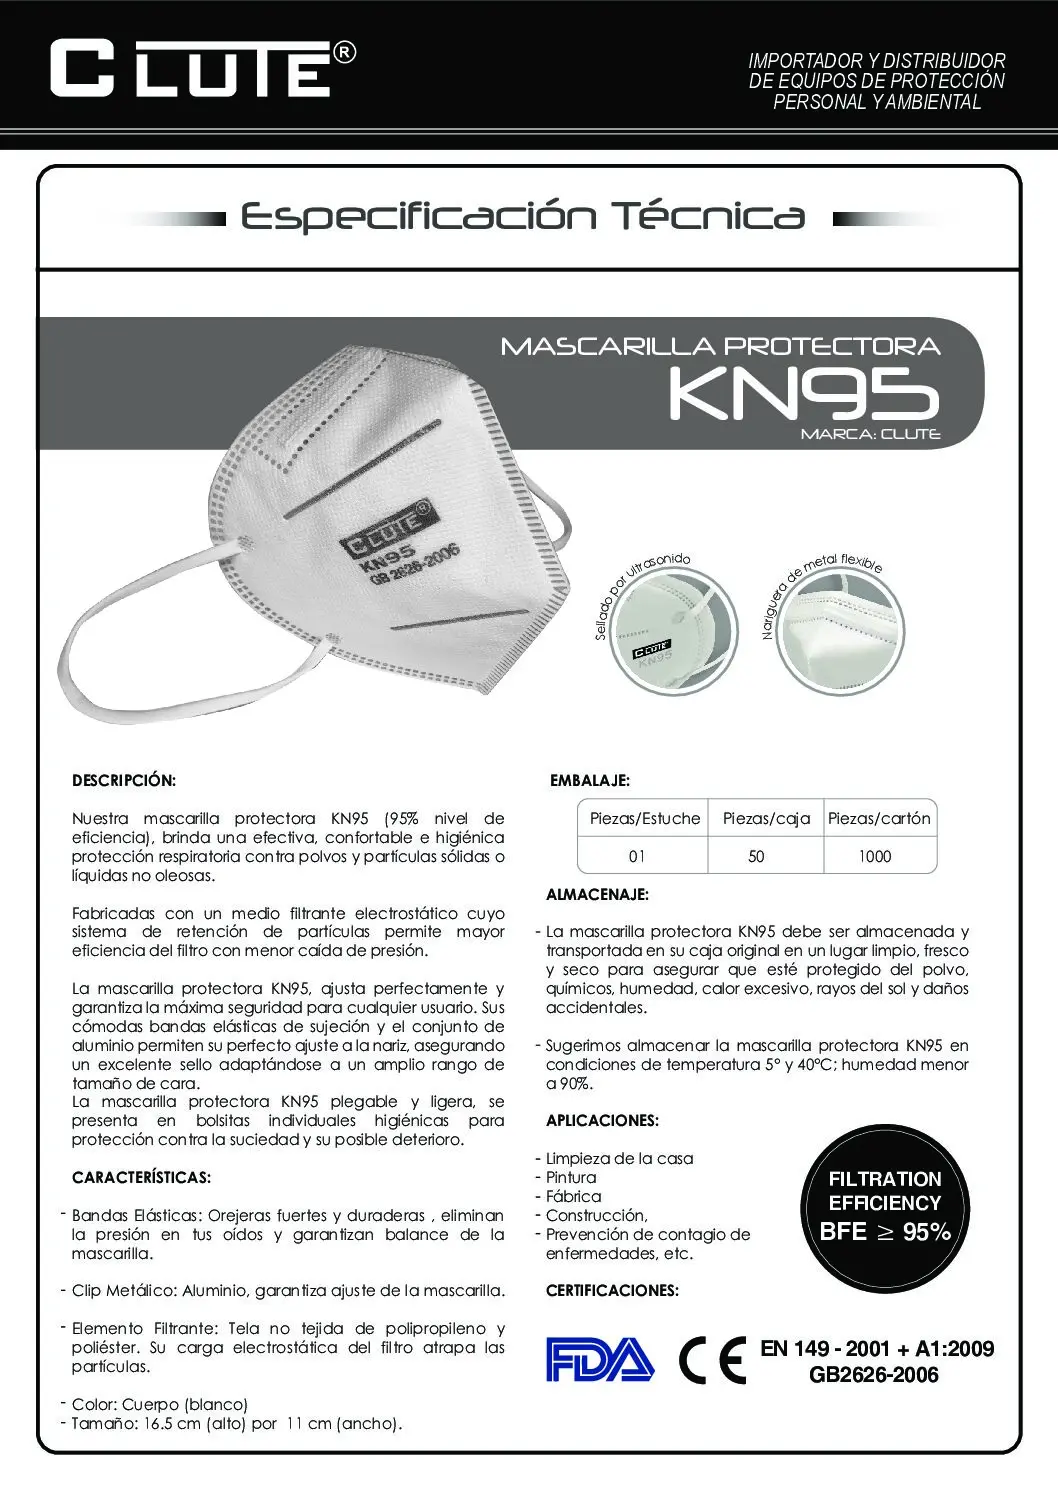 CLUTE®
IMPORTADOR Y DISTRIBUIDOR
DE EQUIPOS DE PROTECCIÓN
PERSONAL Y AMBIENTAL
Especificación Técnica
MASCARILLA PROTECTORA
KN95
MARCA: CLUTE
CLUTE®
KN95
GB 2626-2006
Sellado por ultrasonido
CLUTE
KN95
Nariguera de metal flexible
DESCRIPCIÓN:
Nuestra mascarilla protectora KN95 (95% nivel de
eficiencia), brinda una efectiva, confortable e higiénica
protección respiratoria contra polvos y partículas sólidas o
líquidas no oleosas.
Fabricadas con un medio filtrante electrostático cuyo
sistema de retención de partículas permite mayor
eficiencia del filtro con menor caída de presión.
La mascarilla protectora KN95, ajusta perfectamente y
garantiza la máxima seguridad para cualquier usuario. Sus
cómodas bandas elásticas de sujeción y el conjunto de
aluminio permiten su perfecto ajuste a la nariz, asegurando
un excelente sello adaptándose a un amplio rango de
tamaño de cara.
La mascarilla protectora KN95 plegable y ligera, se
presenta en bolsitas individuales higiénicas para
protección contra la suciedad y su posible deterioro.
CARACTERÍSTICAS:
- Bandas Elásticas: Orejeras fuertes y duraderas , eliminan
la presión en tus oídos y garantizan balance de la
mascarilla.
- Clip Metálico: Aluminio, garantiza ajuste de la mascarilla.
- Elemento Filtrante: Tela no tejida de polipropileno y
poliéster. Su carga electrostática del filtro atrapa las
partículas.
- Color: Cuerpo (blanco)
- Tamaño: 16.5 cm (alto) por 11 cm (ancho).
EMBALAJE:
Piezas/Estuche Piezas/caja Piezas/cartón
01 50 1000
ALMACENAJE:
- La mascarilla protectora KN95 debe ser almacenada y
transportada en su caja original en un lugar limpio, fresco
y seco para asegurar que esté protegido del polvo,
químicos, humedad, calor excesivo, rayos del sol y daños
accidentales.
- Sugerimos almacenar la mascarilla protectora KN95 en
condiciones de temperatura 5° y 40°C; humedad menor
a 90%.
APLICACIONES:
- Limpieza de la casa
- Pintura
- Fábrica
- Construcción,
- Prevención de contagio de
enfermedades, etc.
FILTRATION
EFFICIENCY
BFE ≥ 95%
CERTIFICACIONES:
FDA CE EN 149 - 2001 + A1:2009
GB2626-2006